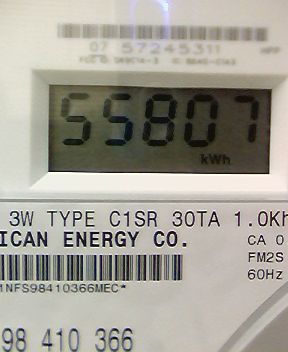 07 57245311
55807
kWh
3W TYPE C1SR 30TA 1.0Kh
ICAN ENERGY CO.
CA 0
FM2S
60Hz
1NFS98410366MEC*
98 410 366